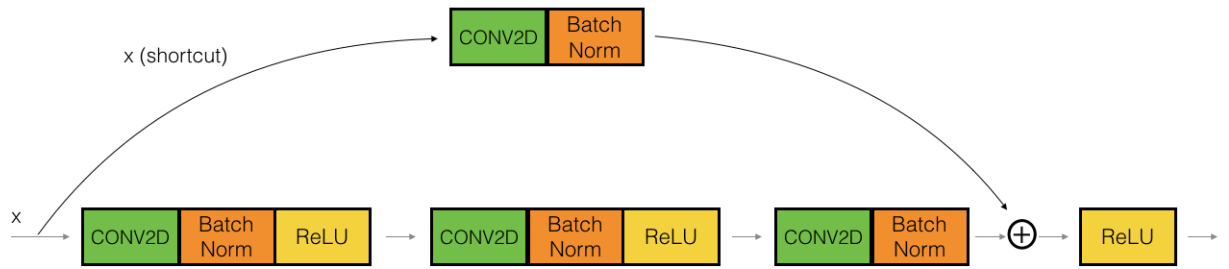 x (shortcut)
CONV2D
Batch
Norm
x
CONV2D
Batch
Norm
ReLU
CONV2D
Batch
Norm
ReLU
CONV2D
Batch
Norm
ReLU